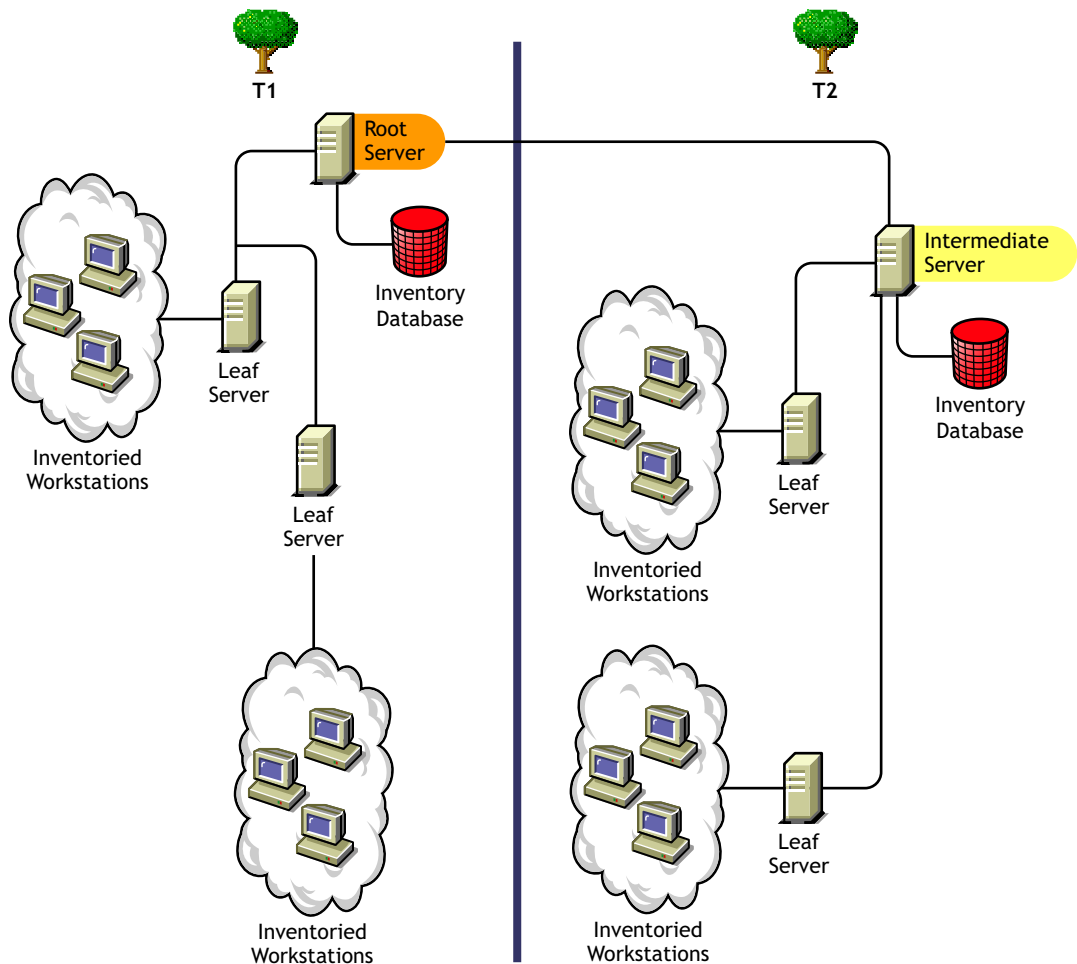 T1
T2
Root
Server
Intermediate
Server
Inventory
Database
Leaf
Server
Inventoried
Workstations
Leaf
Server
Inventory
Database
Leaf
Server
Inventoried
Workstations
Leaf
Server
Inventoried
Workstations
Inventoried
Workstations